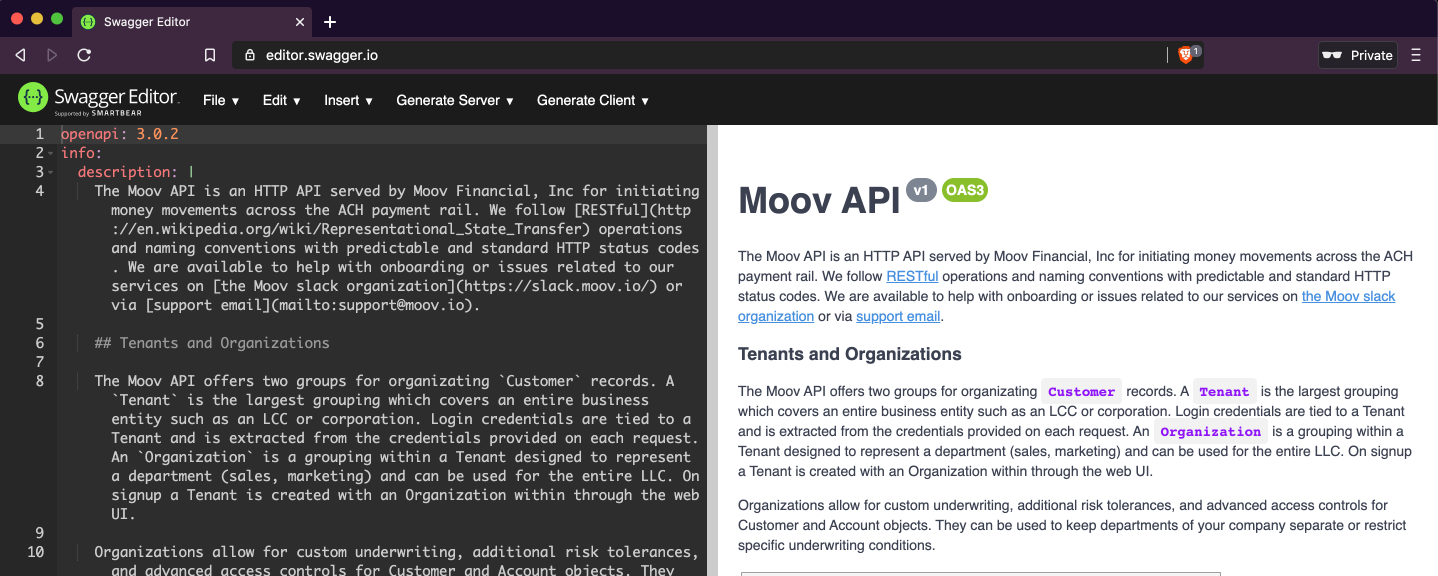 Swagger Editor
editor.swagger.io
1
Private
Swagger Editor.
Supported by SMARTBEAR
File ▼ Edit ▼ Insert ▼ Generate Server ▼ Generate Client ▼
1 openapi: 3.0.2
2 info:
3 description: |
4 The Moov API is an HTTP API served by Moov Financial, Inc for initiating
money movements across the ACH payment rail. We follow [RESTful](http
://en.wikipedia.org/wiki/Representational_State_Transfer) operations
and naming conventions with predictable and standard HTTP status codes
. We are available to help with onboarding or issues related to our
services on [the Moov slack organization](https://slack.moov.io/) or
via [support email](mailto:support@moov.io).
5
6 ## Tenants and Organizations
7
8 The Moov API offers two groups for organizating `Customer` records. A
`Tenant` is the largest grouping which covers an entire business
entity such as an LCC or corporation. Login credentials are tied to a
Tenant and is extracted from the credentials provided on each request.
An `Organization` is a grouping within a Tenant designed to represent
a department (sales, marketing) and can be used for the entire LLC. On
signup a Tenant is created with an Organization within through the web
UI.
9
10 Organizations allow for custom underwriting, additional risk tolerances,
and advanced access controls for Customer and Account objects. They
Moov API v1 OAS3
The Moov API is an HTTP API served by Moov Financial, Inc for initiating money movements across the ACH
payment rail. We follow RESTful operations and naming conventions with predictable and standard HTTP
status codes. We are available to help with onboarding or issues related to our services on the Moov slack
organization or via support email.
Tenants and Organizations
The Moov API offers two groups for organizating Customer records. A Tenant is the largest grouping
which covers an entire business entity such as an LCC or corporation. Login credentials are tied to a Tenant
and is extracted from the credentials provided on each request. An Organization is a grouping within a
Tenant designed to represent a department (sales, marketing) and can be used for the entire LLC. On signup
a Tenant is created with an Organization within through the web UI.
Organizations allow for custom underwriting, additional risk tolerances, and advanced access controls for
Customer and Account objects. They can be used to keep departments of your company separate or restrict
specific underwriting conditions.